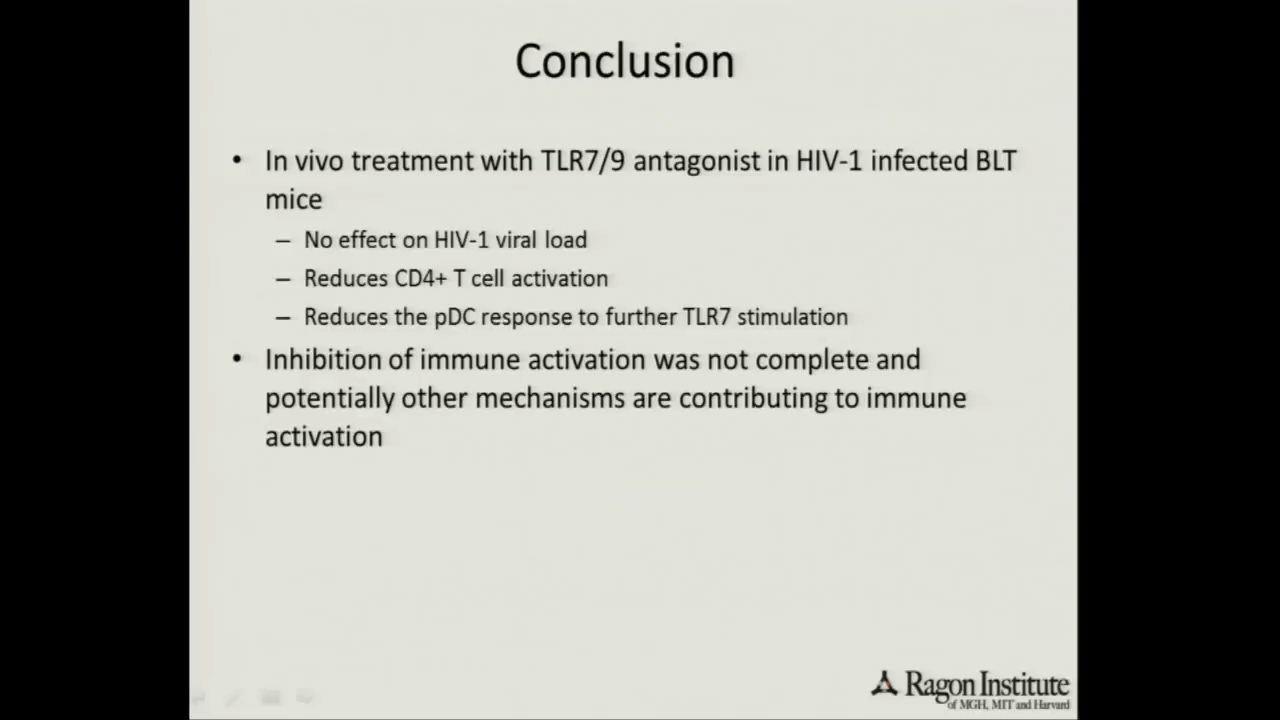 Conclusion
• In vivo treatment with TLR7/9 antagonist in HIV-1 infected BLT
mice
– No effect on HIV-1 viral load
– Reduces CD4+ T cell activation
– Reduces the pDC response to further TLR7 stimulation
• Inhibition of immune activation was not complete and
potentially other mechanisms are contributing to immune
activation
Ragon Institute
of MGH, MIT and Harvard